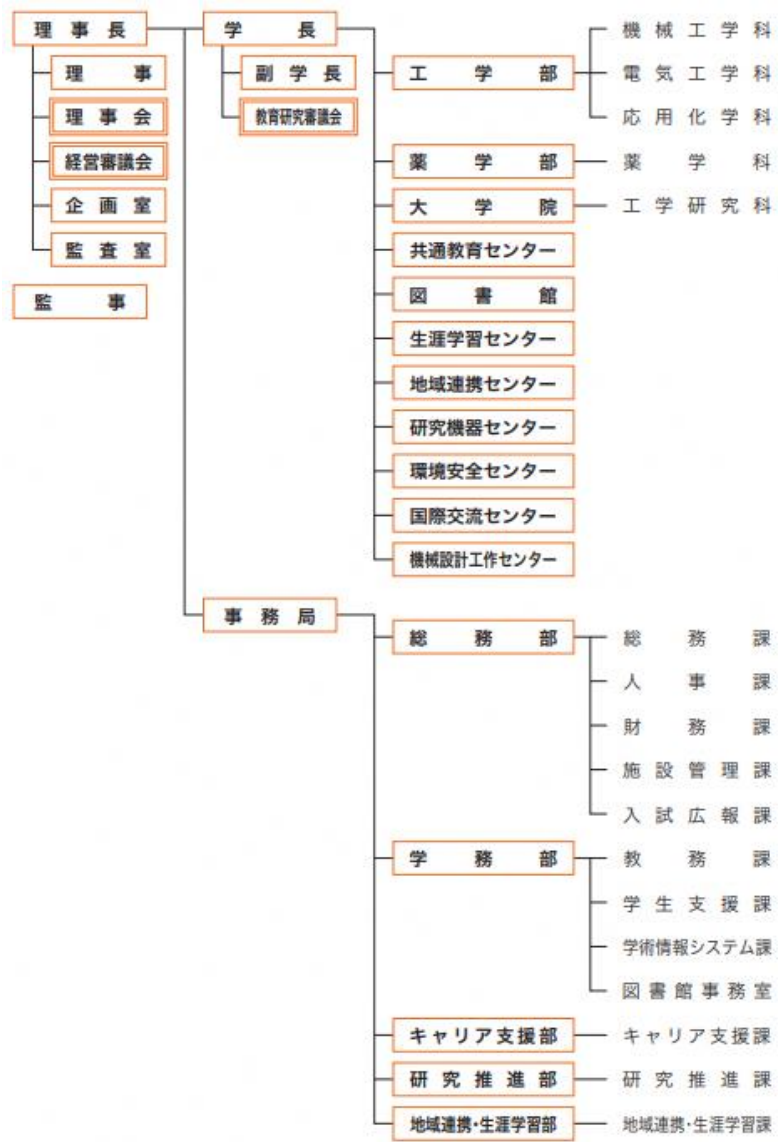 理事長 学長 機械工学科
理事 副学長 工学部 電気工学科
理事会 教育研究審議会 応用化学科
経営審議会 薬学部 薬学科
企画室 大学院 工学研究科
監査室 共通教育センター
監事 図書館
生涯学習センター
地域連携センター
研究機器センター
環境安全センター
国際交流センター
機械設計工作センター
事務局 総務部 総務課
人事課
財務課
施設管理課
入試広報課
学務部 教務課
学生支援課
学術情報システム課
図書館事務室
キャリア支援部 キャリア支援課
研究推進部 研究推進課
地域連携・生涯学習部 地域連携・生涯学習課